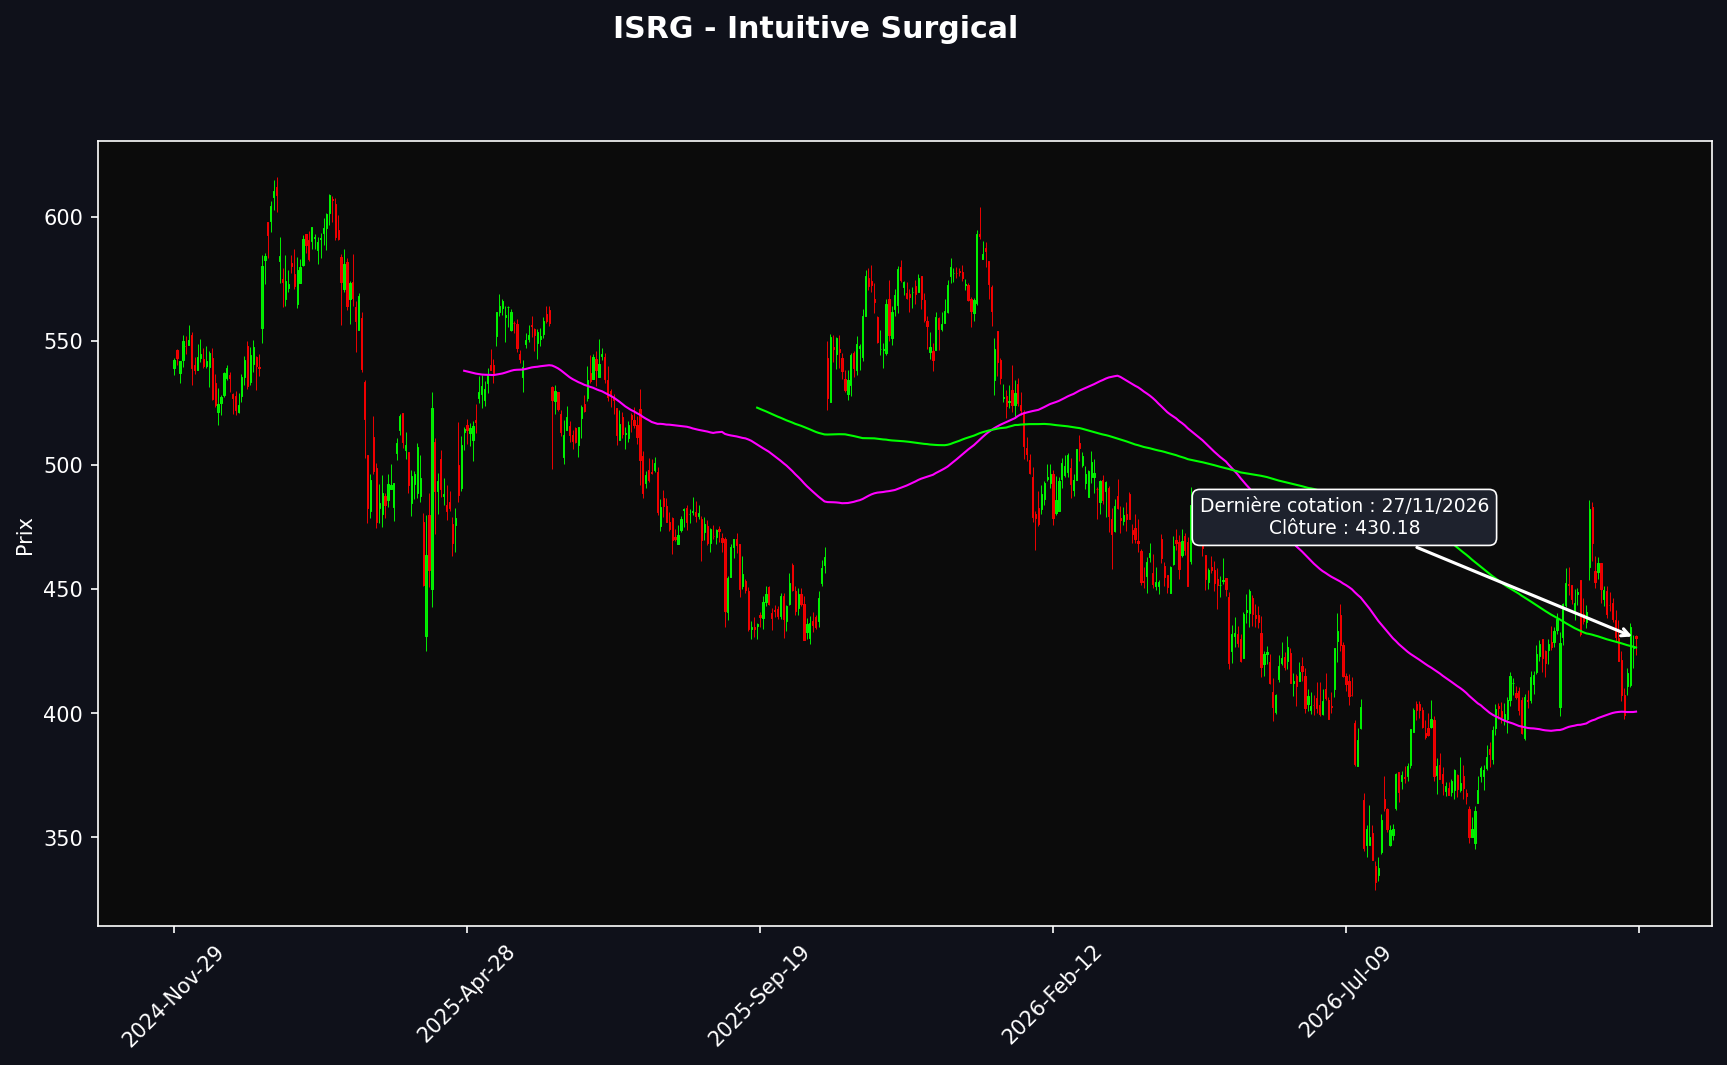 ISRG - Intuitive Surgical
Prix
600
550
500
450
400
350
Dernière cotation : 27/11/2026
Clôture : 430.18
2024-Nov-29
2025-Apr-28
2025-Sep-19
2026-Feb-12
2026-Jul-09